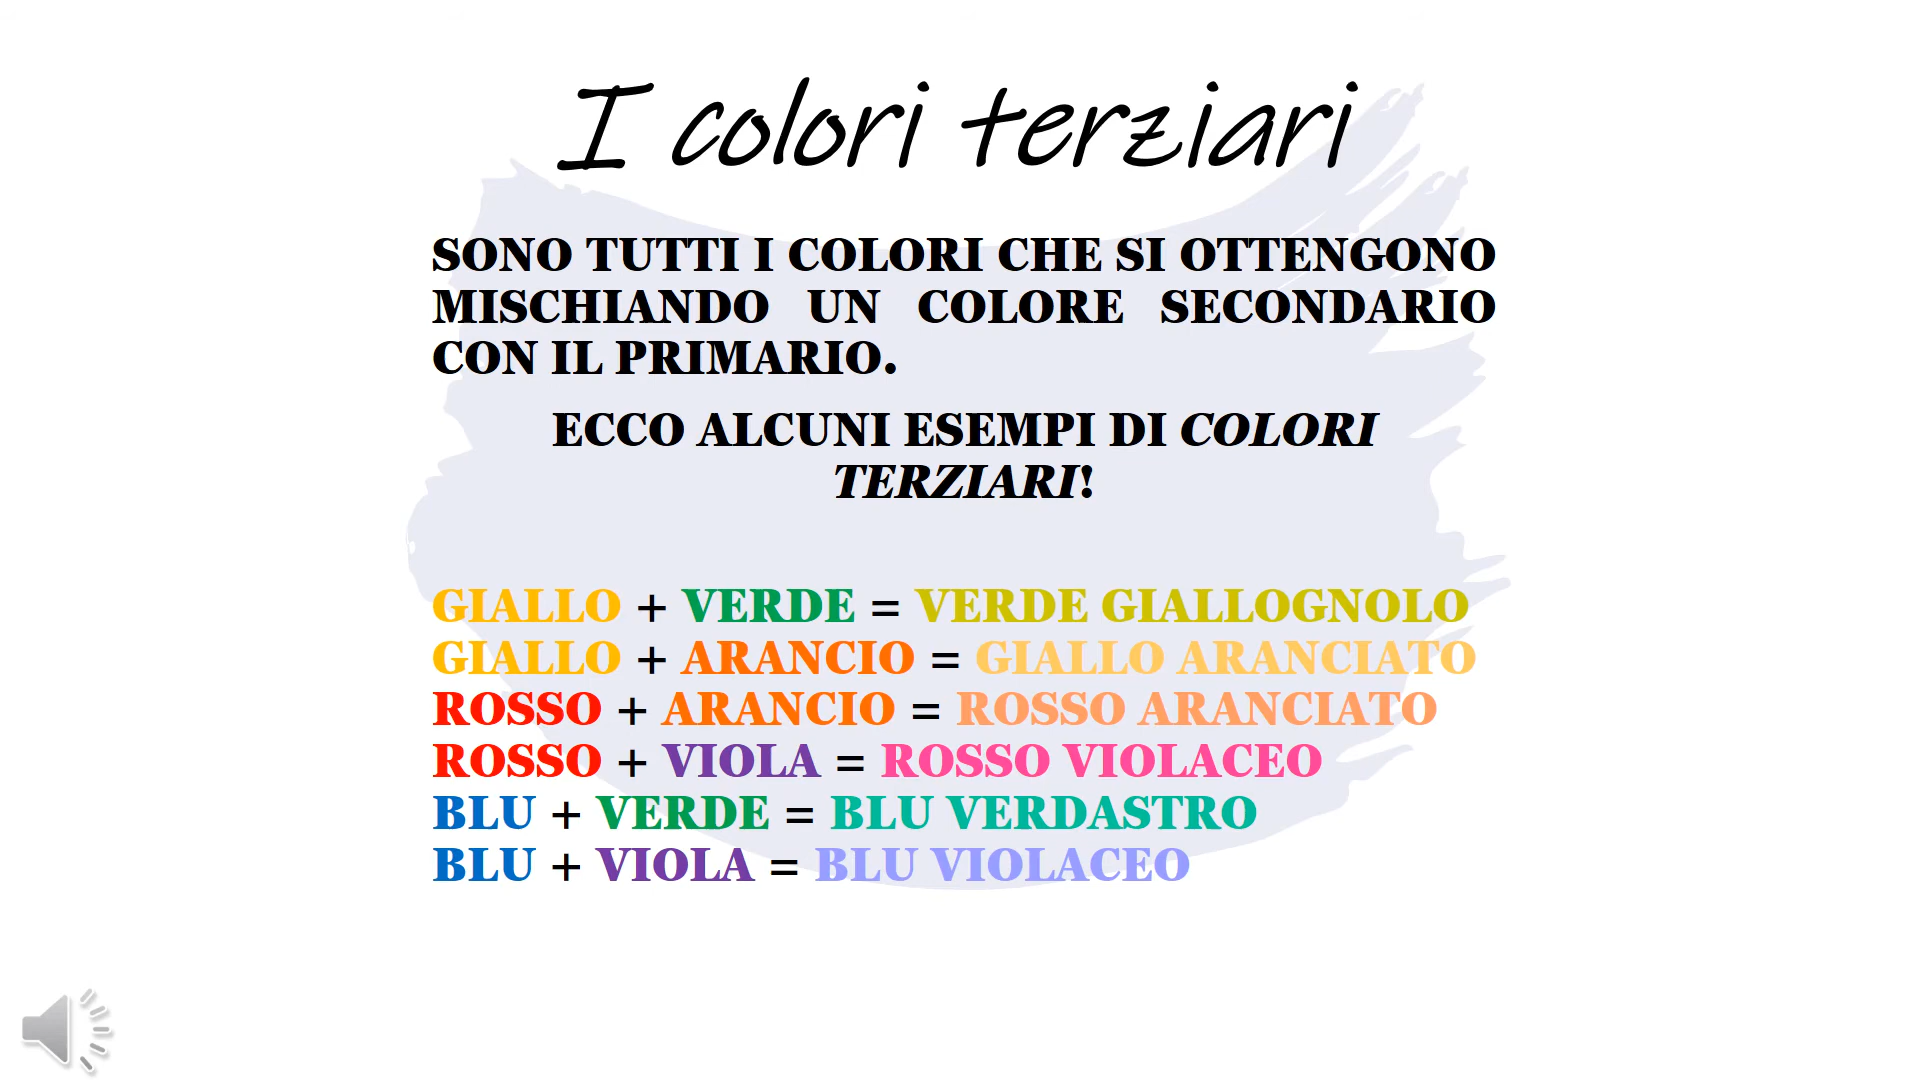 I colori terziari
SONO TUTTI I COLORI CHE SI OTTENGONO
MISCHIANDO UN COLORE SECONDARIO
CON IL PRIMARIO.
ECCO ALCUNI ESEMPI DI COLORI
TERZIARI!
GIALLO + VERDE = VERDE GIALLOGNOLO
GIALLO + ARANCIO = GIALLO ARANCIATO
ROSSO + ARANCIO = ROSSO ARANCIATO
ROSSO + VIOLA = ROSSO VIOLACEO
BLU + VERDE = BLU VERDASTRO
BLU + VIOLA = BLU VIOLACEO